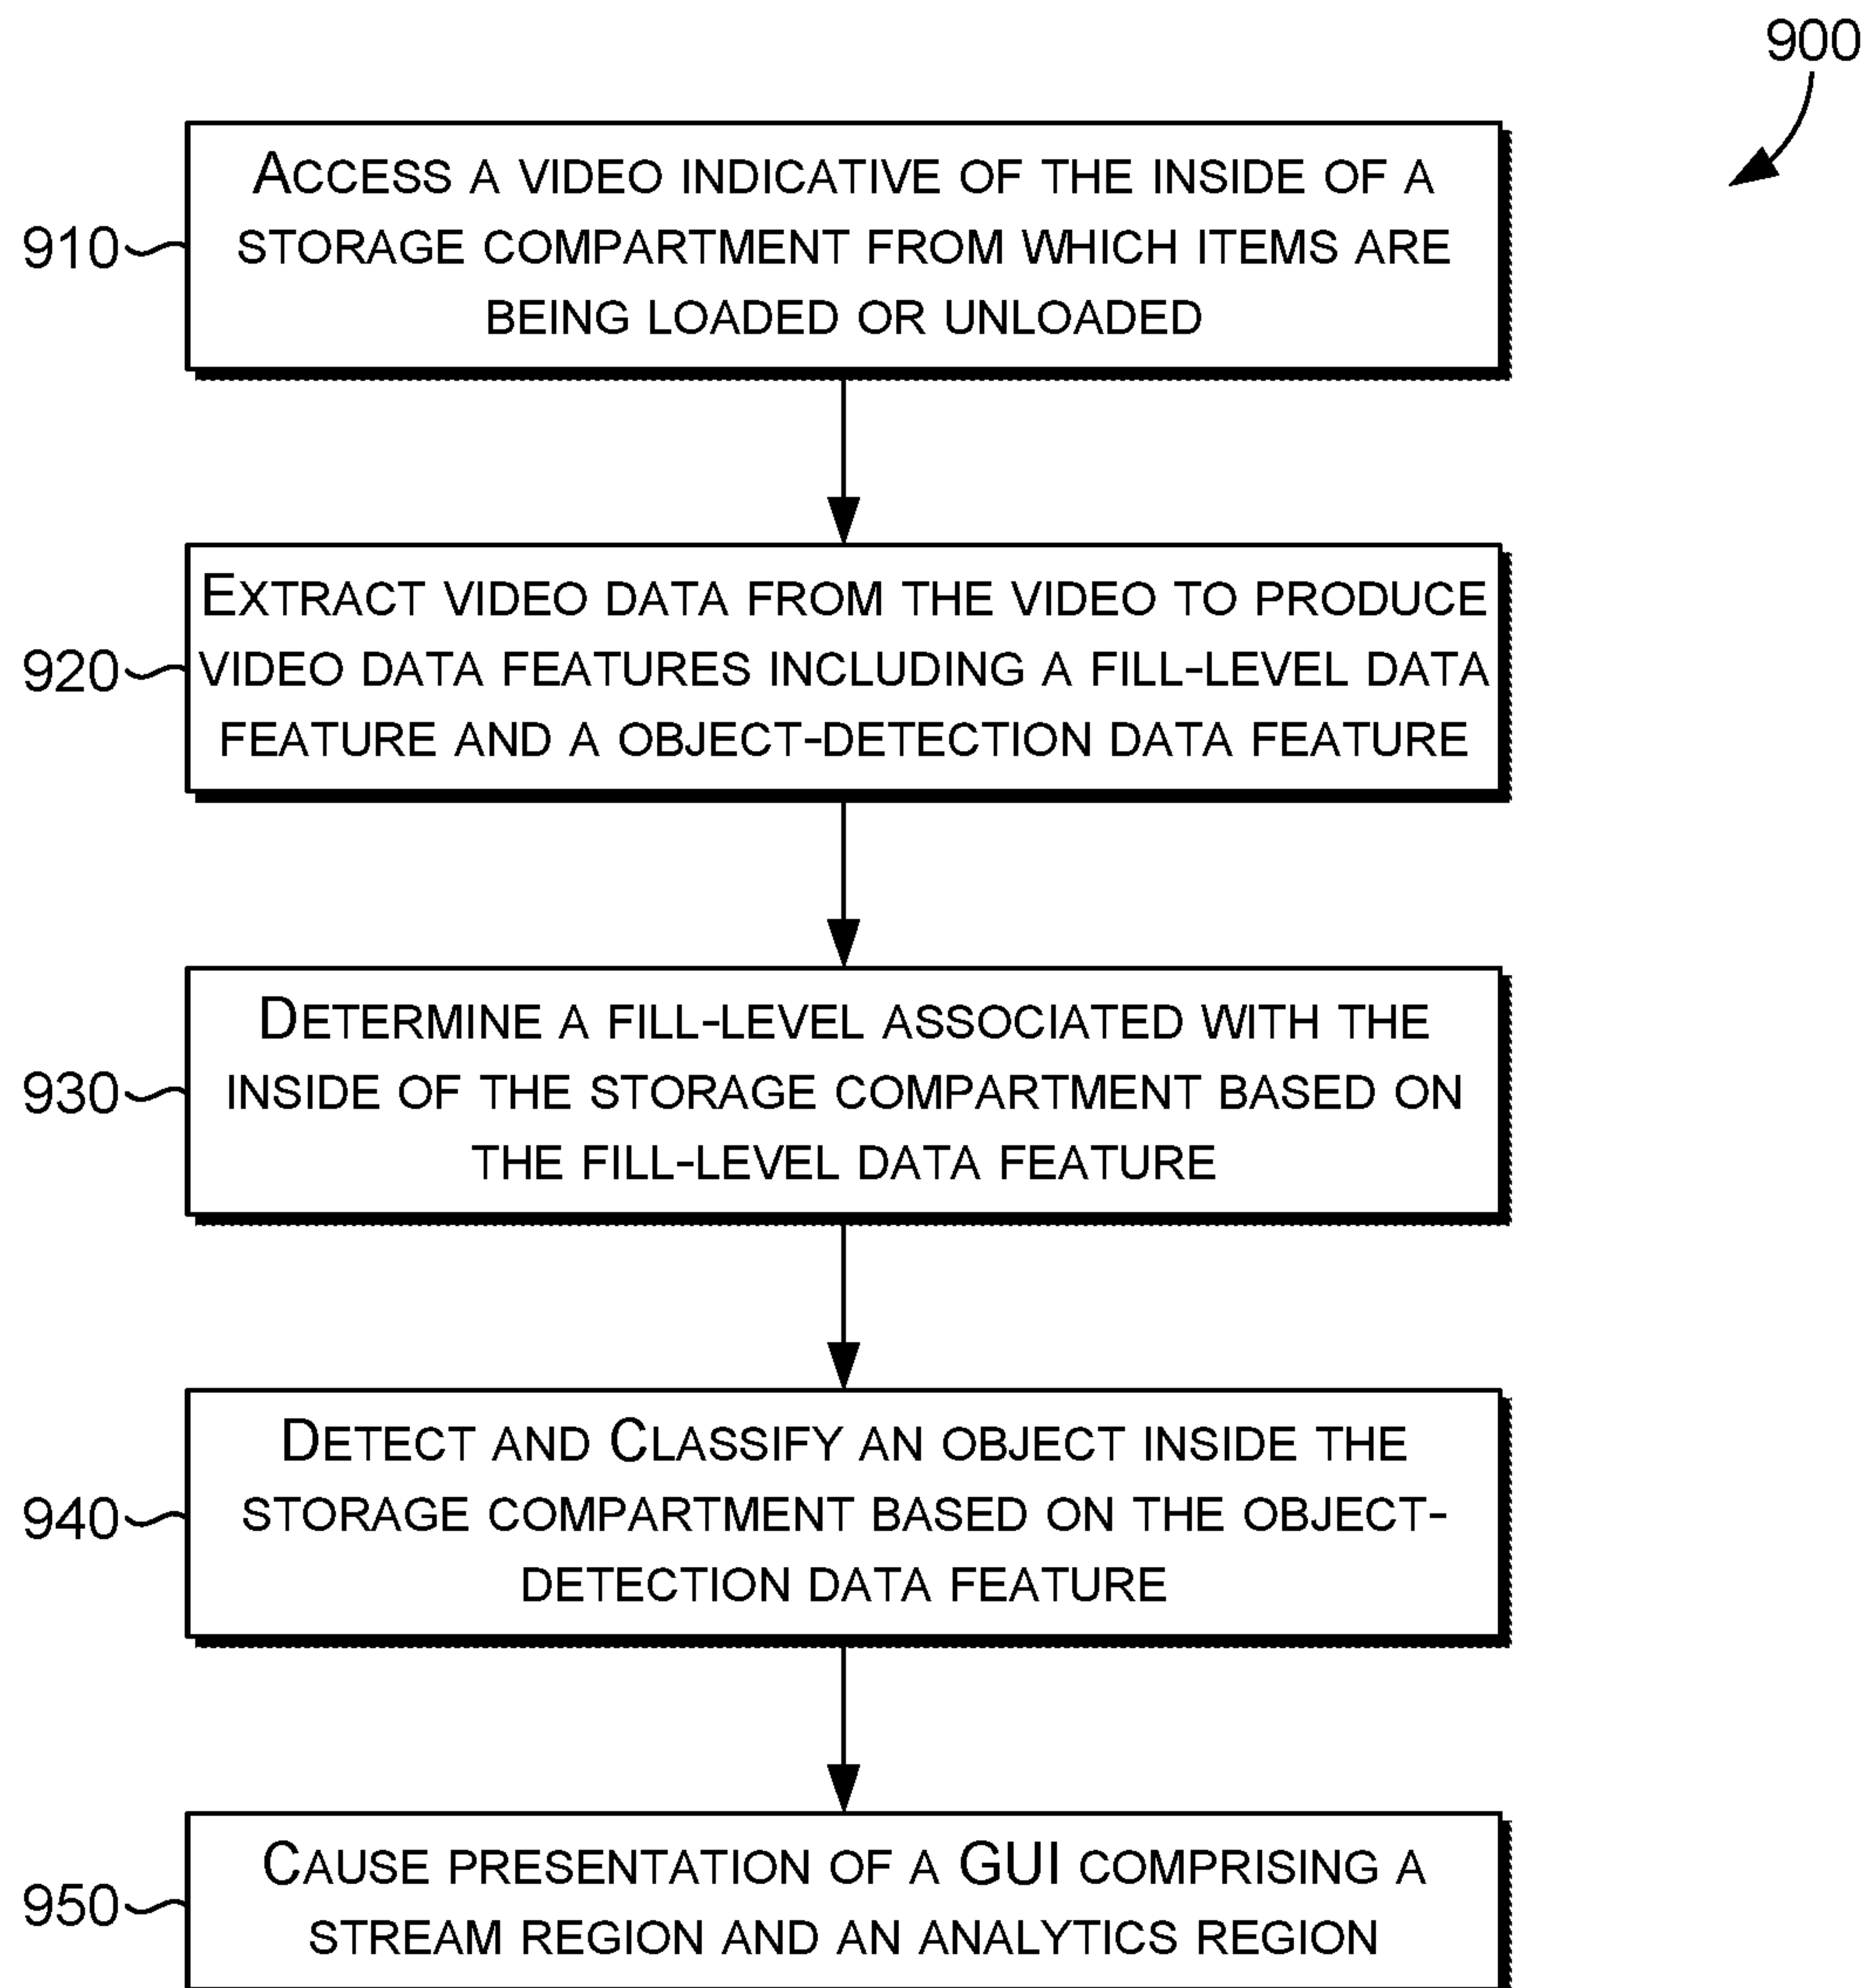 900
ACCESS A VIDEO INDICATIVE OF THE INSIDE OF A
910
STORAGE COMPARTMENT FROM WHICH ITEMS ARE
BEING LOADED OR UNLOADED
EXTRACT VIDEO DATA FROM THE VIDEO TO PRODUCE
920
VIDEO DATA FEATURES INCLUDING A FILL-LEVEL DATA
FEATURE AND A OBJECT-DETECTION DATA FEATURE
DETERMINE A FILL-LEVEL ASSOCIATED WITH THE
930
INSIDE OF THE STORAGE COMPARTMENT BASED ON
THE FILL-LEVEL DATA FEATURE
DETECT AND CLASSIFY AN OBJECT INSIDE THE
940
STORAGE COMPARTMENT BASED ON THE OBJECT-
DETECTION DATA FEATURE
CAUSE PRESENTATION OF A GUI COMPRISING A
950
STREAM REGION AND AN ANALYTICS REGION